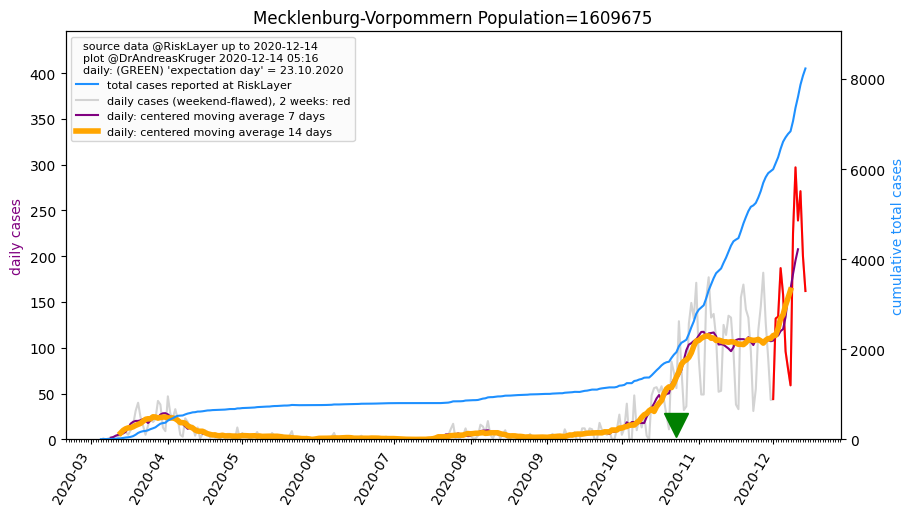 Mecklenburg-Vorpommern Population=1609675
source data @RiskLayer up to 2020-12-14
plot @DrAndreasKruger 2020-12-14 05:16
daily: (GREEN) 'expectation day' = 23.10.2020
total cases reported at RiskLayer
daily cases (weekend-flawed), 2 weeks: red
daily: centered moving average 7 days
daily: centered moving average 14 days
daily cases
400
350
300
250
200
150
100
50
0
cumulative total cases
8000
6000
4000
2000
0
2020-03
2020-04
2020-05
2020-06
2020-07
2020-08
2020-09
2020-10
2020-11
2020-12